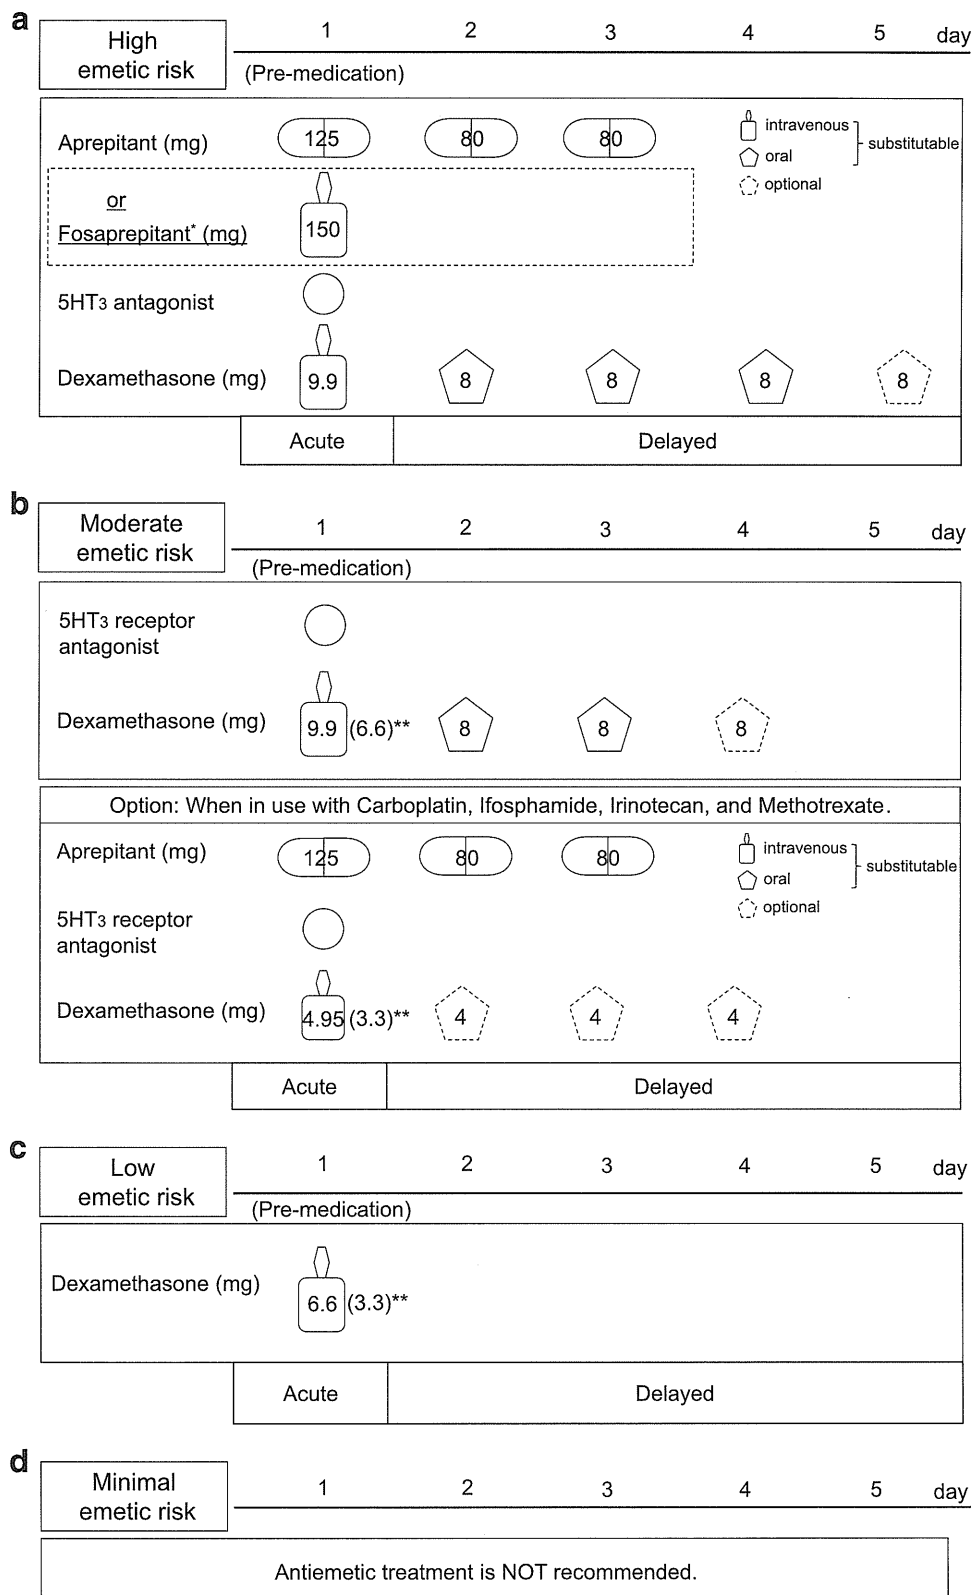 a
High
emetic risk
1 2 3 4 5 day
(Pre-medication)
Aprepitant (mg) 125 80 80
intravenous
oral
substitutable
optional
or
Fosaprepitant* (mg) 150
5HT3 antagonist
Dexamethasone (mg) 9.9 8 8 8 8
Acute Delayed
b
Moderate
emetic risk
1 2 3 4 5 day
(Pre-medication)
5HT3 receptor
antagonist
Dexamethasone (mg) 9.9 (6.6)** 8 8 8
Option: When in use with Carboplatin, Ifosphamide, Irinotecan, and Methotrexate.
Aprepitant (mg) 125 80 80
intravenous
oral
substitutable
optional
5HT3 receptor
antagonist
Dexamethasone (mg) 4.95 (3.3)** 4 4 4
Acute Delayed
c
Low
emetic risk
1 2 3 4 5 day
(Pre-medication)
Dexamethasone (mg) 6.6 (3.3)**
Acute Delayed
d
Minimal
emetic risk
1 2 3 4 5 day
Antiemetic treatment is NOT recommended.